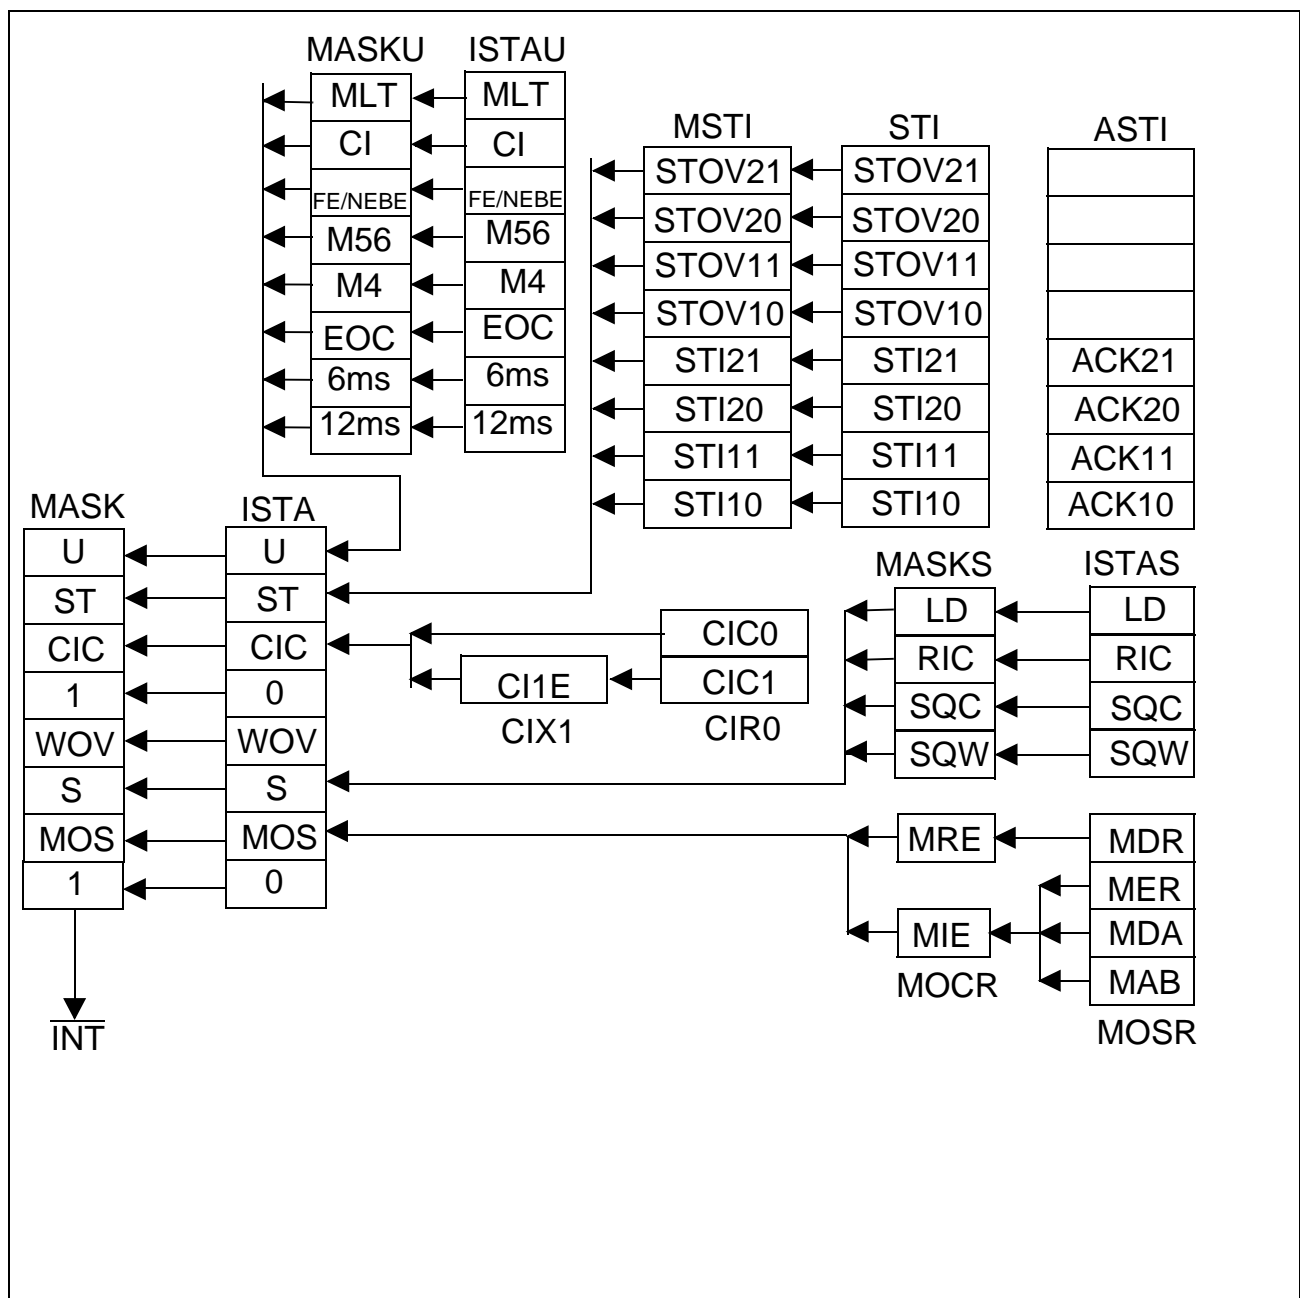 MASKU
MLT
CI
FE/NEBE
M56
M4
EOC
6ms
12ms
ISTAU
MLT
CI
FE/NEBE
M56
M4
EOC
6ms
12ms
MSTI
STOV21
STOV20
STOV11
STOV10
STI21
STI20
STI11
STI10
STI
STOV21
STOV20
STOV11
STOV10
STI21
STI20
STI11
STI10
ASTI
ACK21
ACK20
ACK11
ACK10
MASK
U
ST
CIC
1
WOV
S
MOS
1
INT
ISTA
U
ST
CIC
0
WOV
S
MOS
0
CI1E
CIX1
CIC0
CIC1
CIR0
MASKS
LD
RIC
SQC
SQW
ISTAS
LD
RIC
SQC
SQW
MRE
MIE
MOCR
MDR
MER
MDA
MAB
MOSR